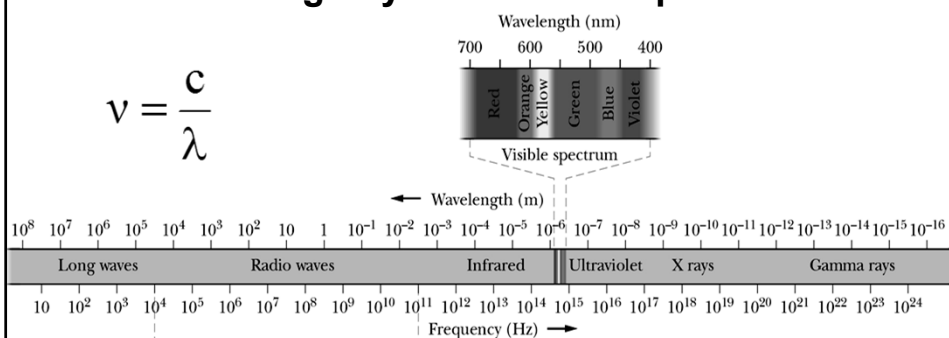 Wavelength (nm)
700 600 500 400
ν = c/λ
Red Orange Yellow Green Blue Violet
Visible spectrum
← Wavelength (m)
10⁸ 10⁷ 10⁶ 10⁵ 10⁴ 10³ 10² 10 1 10⁻¹ 10⁻² 10⁻³ 10⁻⁴ 10⁻⁵ 10⁻⁶ 10⁻⁷ 10⁻⁸ 10⁻⁹ 10⁻¹⁰ 10⁻¹¹ 10⁻¹² 10⁻¹³ 10⁻¹⁴ 10⁻¹⁵ 10⁻¹⁶
Long waves Radio waves Infrared Ultraviolet X rays Gamma rays
10 10² 10³ 10⁴ 10⁵ 10⁶ 10⁷ 10⁸ 10⁹ 10¹⁰ 10¹¹ 10¹² 10¹³ 10¹⁴ 10¹⁵ 10¹⁶ 10¹⁷ 10¹⁸ 10¹⁹ 10²⁰ 10²¹ 10²² 10²³ 10²⁴
Frequency (Hz) →